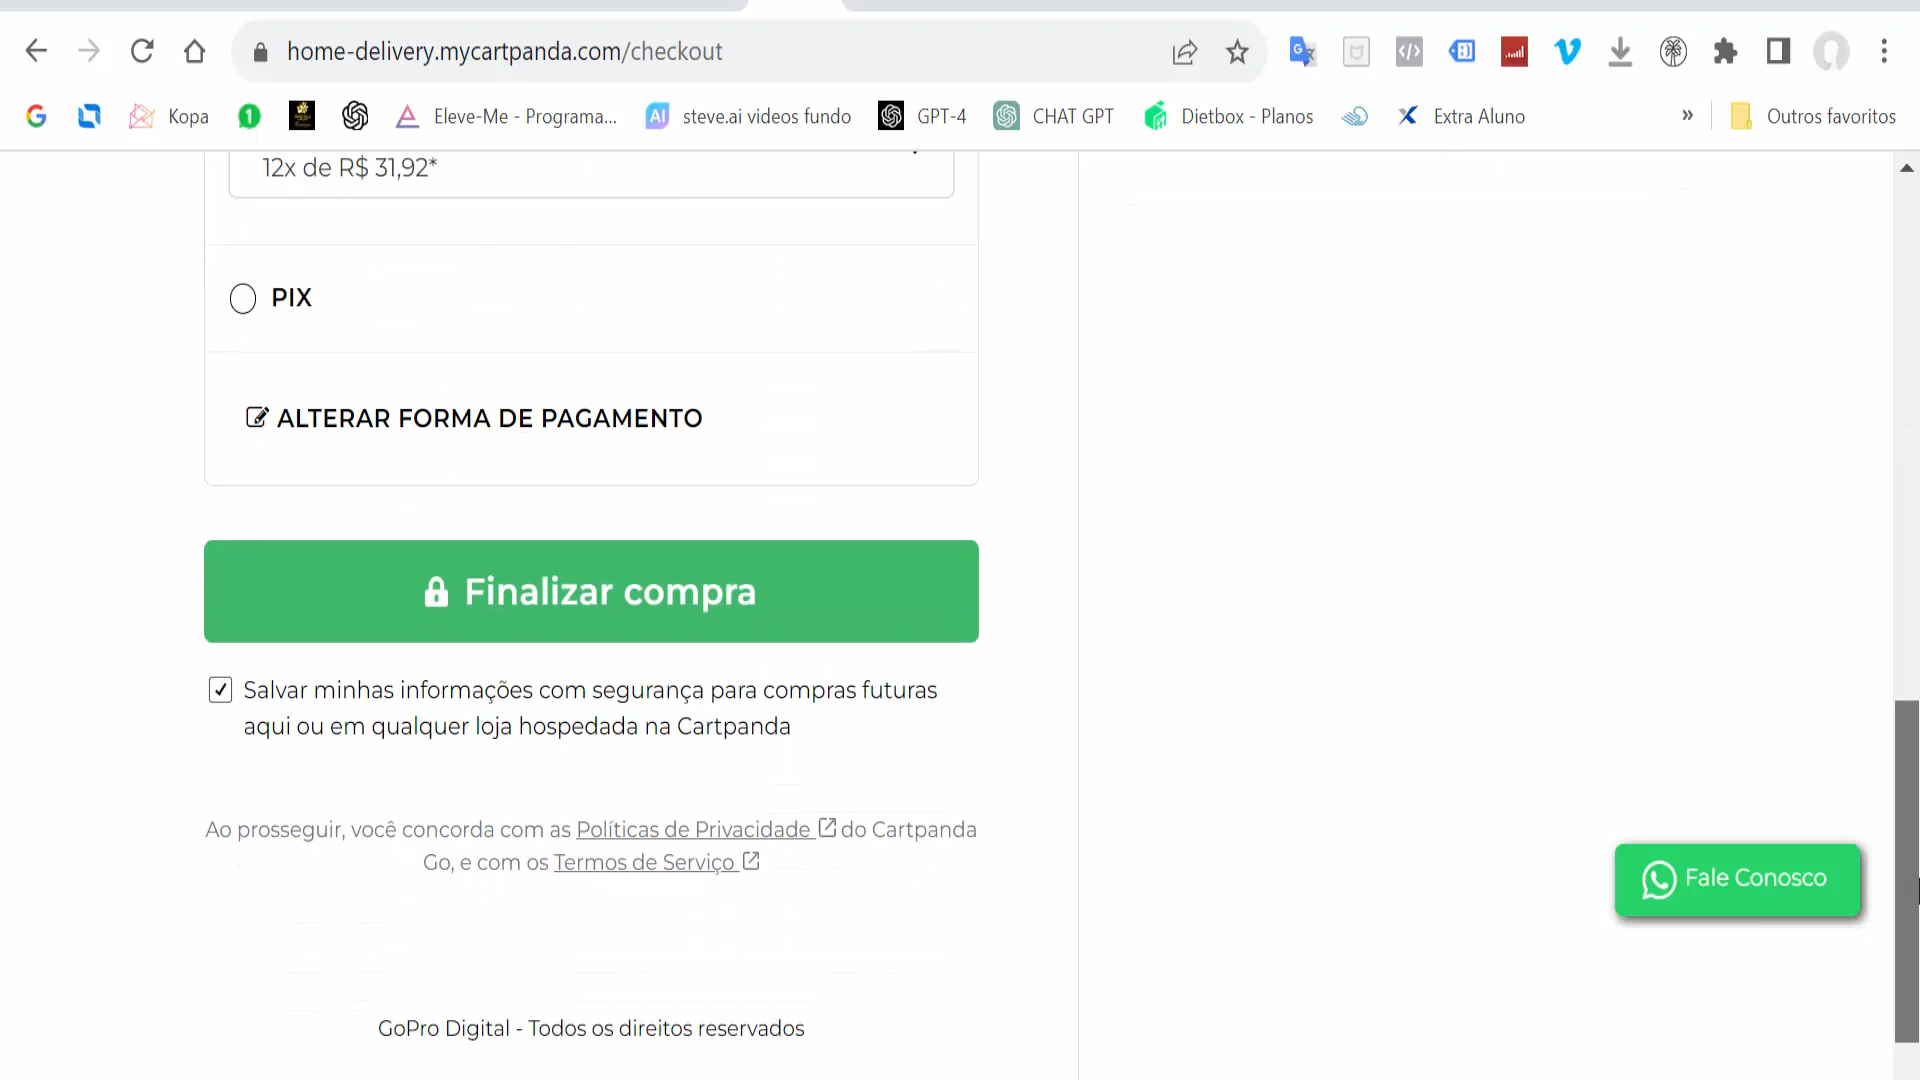 home-delivery.mycartpanda.com/checkout
Kopa
1
Eleve-Me - Programa...
AI
steve.ai videos fundo
GPT-4
CHAT GPT
Dietbox - Planos
Extra Aluno
»
Outros favoritos
12x de R$ 31,92*
PIX
ALTERAR FORMA DE PAGAMENTO
Finalizar compra
Salvar minhas informações com segurança para compras futuras
aqui ou em qualquer loja hospedada na Cartpanda
Ao prosseguir, você concorda com as Políticas de Privacidade do Cartpanda
Go, e com os Termos de Serviço
Fale Conosco
GoPro Digital - Todos os direitos reservados